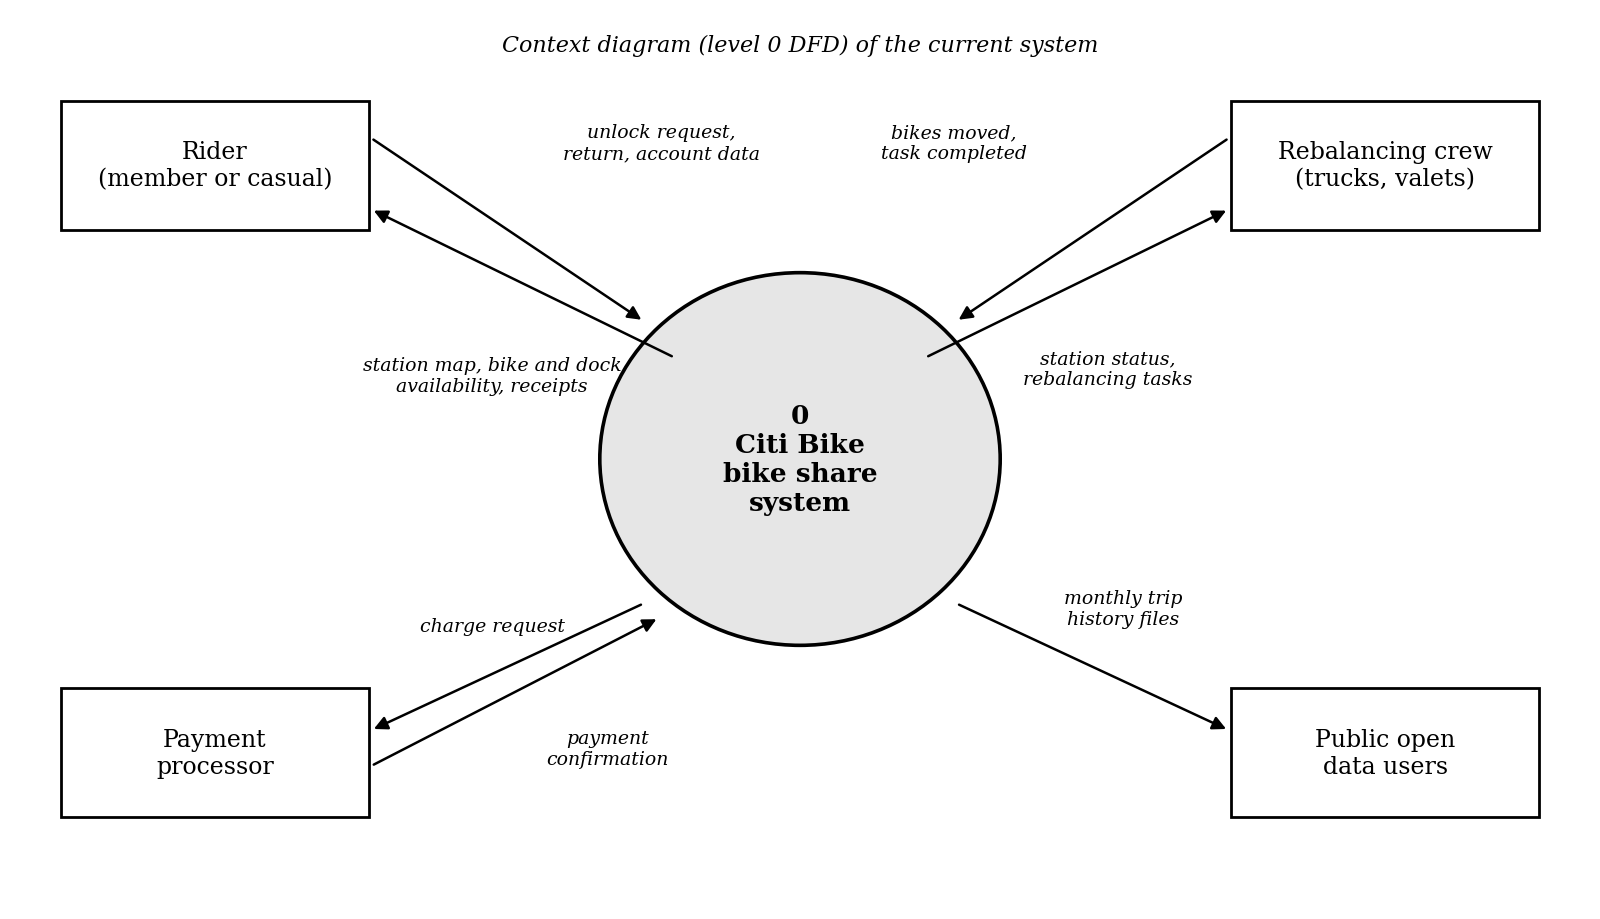 Context diagram (level 0 DFD) of the current system
Rider
(member or casual)
unlock request,
return, account data
bikes moved,
task completed
Rebalancing crew
(trucks, valets)
station map, bike and dock
availability, receipts
station status,
rebalancing tasks
0
Citi Bike
bike share
system
charge request
monthly trip
history files
Payment
processor
payment
confirmation
Public open
data users